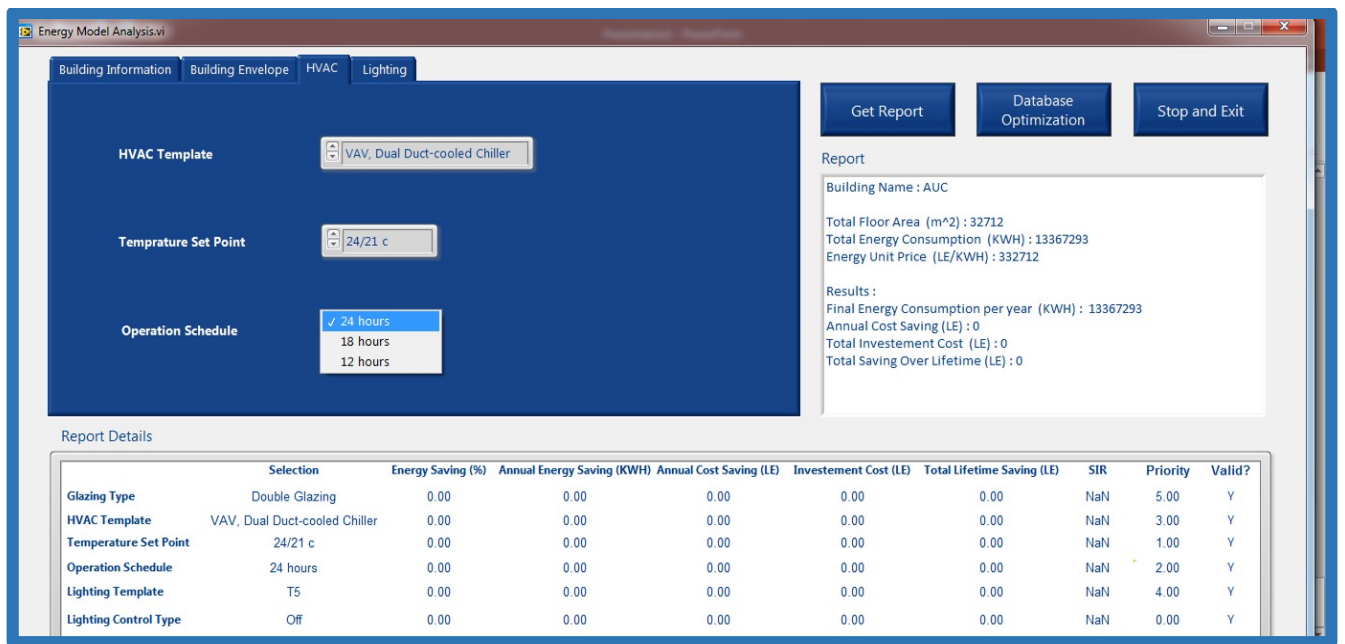 Energy Model Analysis.vi
Building Information Building Envelope HVAC Lighting
HVAC Template
VAV, Dual Duct-cooled Chiller
Temprature Set Point
24/21 c
Operation Schedule
✓ 24 hours
18 hours
12 hours
Get Report
Database
Optimization
Stop and Exit
Report
Building Name : AUC
Total Floor Area (m^2) : 32712
Total Energy Consumption (KWH) : 13367293
Energy Unit Price (LE/KWH) : 332712
Results :
Final Energy Consumption per year (KWH) : 13367293
Annual Cost Saving (LE) : 0
Total Investement Cost (LE) : 0
Total Saving Over Lifetime (LE) : 0
Report Details
Selection Energy Saving (%) Annual Energy Saving (KWH) Annual Cost Saving (LE) Investement Cost (LE) Total Lifetime Saving (LE) SIR Priority Valid?
Glazing Type Double Glazing 0.00 0.00 0.00 0.00 0.00 NaN 5.00 Y
HVAC Template VAV, Dual Duct-cooled Chiller 0.00 0.00 0.00 0.00 0.00 NaN 3.00 Y
Temperature Set Point 24/21 c 0.00 0.00 0.00 0.00 0.00 NaN 1.00 Y
Operation Schedule 24 hours 0.00 0.00 0.00 0.00 0.00 NaN 2.00 Y
Lighting Template T5 0.00 0.00 0.00 0.00 0.00 NaN 4.00 Y
Lighting Control Type Off 0.00 0.00 0.00 0.00 0.00 NaN 0.00 Y